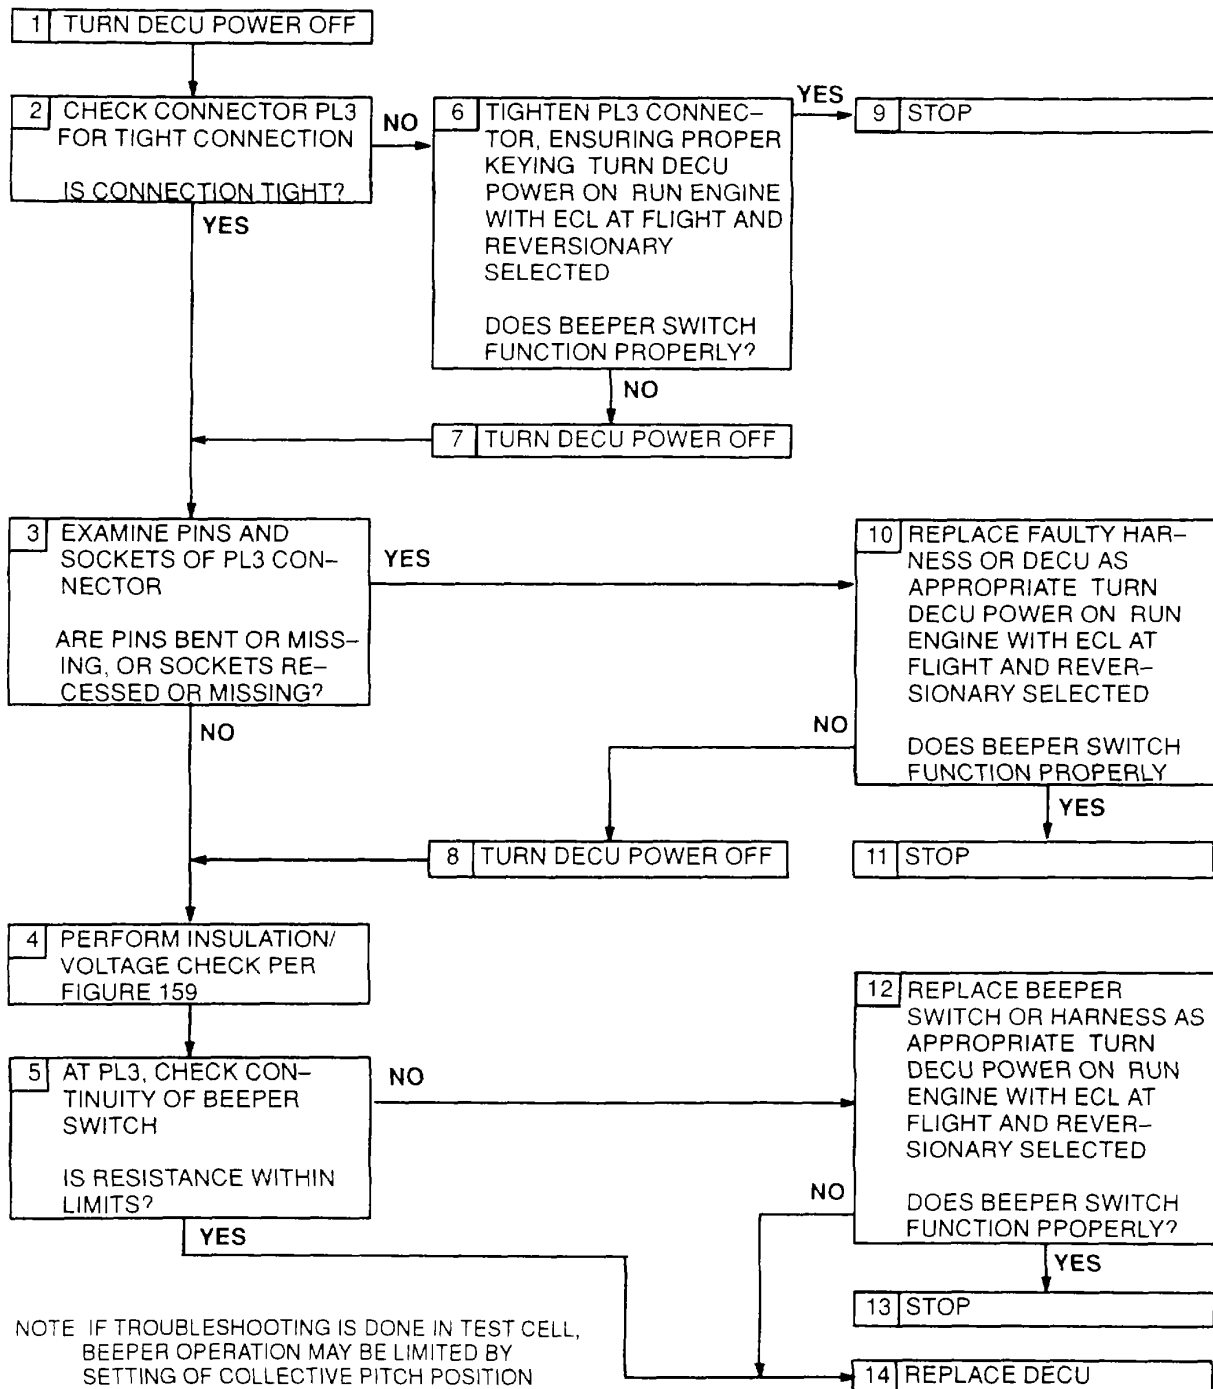 1 TURN DECU POWER OFF
2 CHECK CONNECTOR PL3
FOR TIGHT CONNECTION
IS CONNECTION TIGHT?
NO
YES
6 TIGHTEN PL3 CONNEC–
TOR, ENSURING PROPER
KEYING TURN DECU
POWER ON RUN ENGINE
WITH ECL AT FLIGHT AND
REVERSIONARY
SELECTED
DOES BEEPER SWITCH
FUNCTION PROPERLY?
YES
NO
9 STOP
7 TURN DECU POWER OFF
3 EXAMINE PINS AND
SOCKETS OF PL3 CON–
NECTOR
ARE PINS BENT OR MISS–
ING, OR SOCKETS RE–
CESSED OR MISSING?
YES
NO
10 REPLACE FAULTY HAR–
NESS OR DECU AS
APPROPRIATE TURN
DECU POWER ON RUN
ENGINE WITH ECL AT
FLIGHT AND REVER–
SIONARY SELECTED
DOES BEEPER SWITCH
FUNCTION PROPERLY
NO
YES
8 TURN DECU POWER OFF
11 STOP
4 PERFORM INSULATION/
VOLTAGE CHECK PER
FIGURE 159
5 AT PL3, CHECK CON–
TINUITY OF BEEPER
SWITCH
IS RESISTANCE WITHIN
LIMITS?
NO
YES
12 REPLACE BEEPER
SWITCH OR HARNESS AS
APPROPRIATE TURN
DECU POWER ON RUN
ENGINE WITH ECL AT
FLIGHT AND REVER–
SIONARY SELECTED
DOES BEEPER SWITCH
FUNCTION PPOPERLY?
NO
YES
13 STOP
14 REPLACE DECU
NOTE IF TROUBLESHOOTING IS DONE IN TEST CELL,
BEEPER OPERATION MAY BE LIMITED BY
SETTING OF COLLECTIVE PITCH POSITION